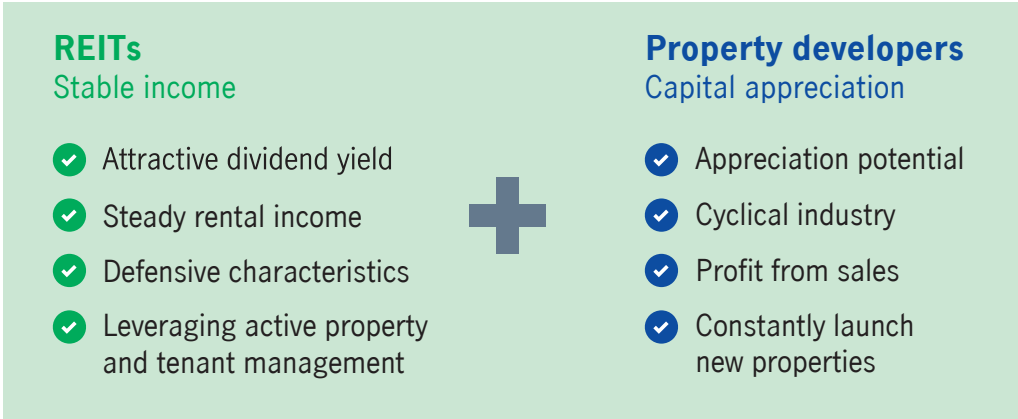 REITs
Stable income
Attractive dividend yield
Steady rental income
Defensive characteristics
Leveraging active property
and tenant management
Property developers
Capital appreciation
Appreciation potential
Cyclical industry
Profit from sales
Constantly launch
new properties